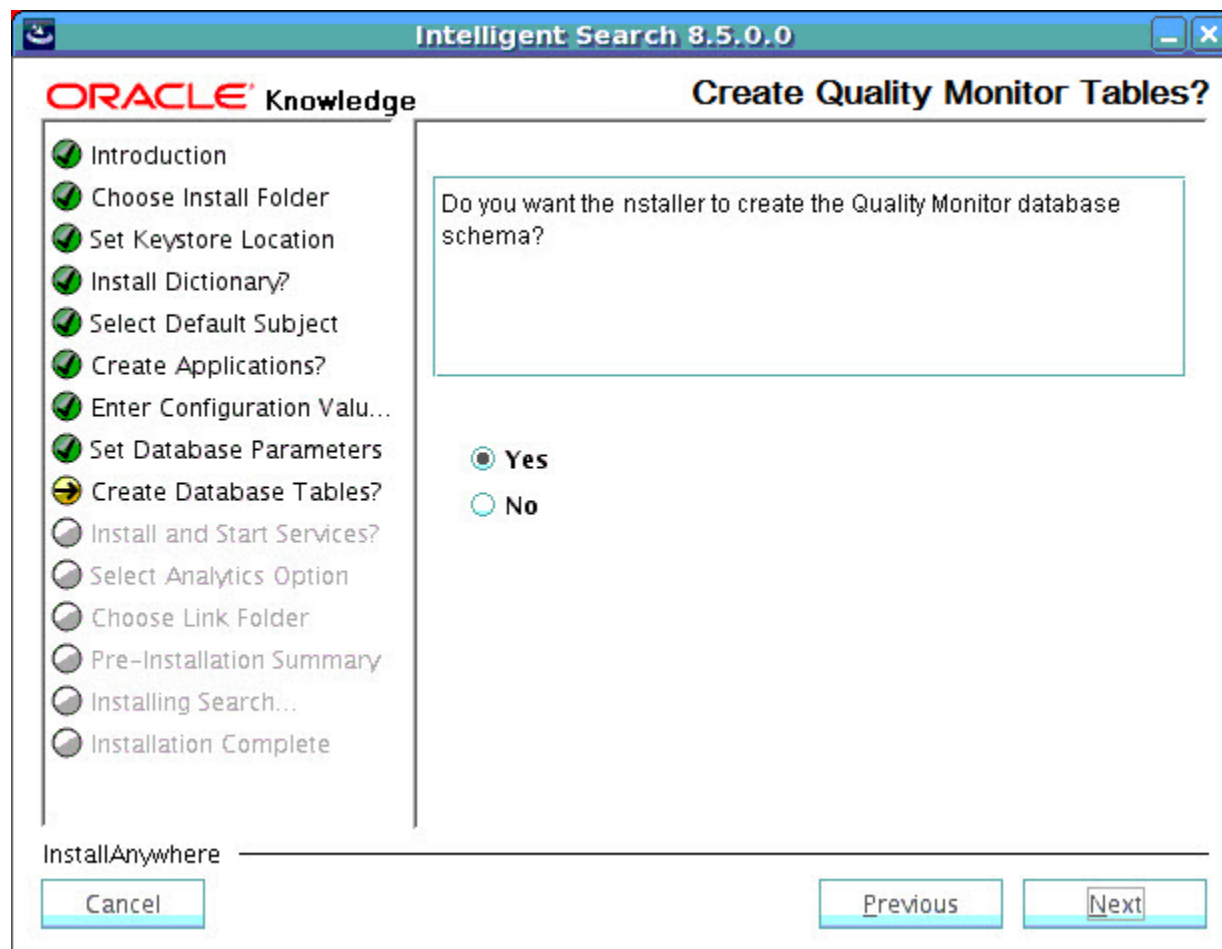 Intelligent Search 8.5.0.0
ORACLE Knowledge
Create Quality Monitor Tables?
Introduction
Choose Install Folder
Set Keystore Location
Install Dictionary?
Select Default Subject
Create Applications?
Enter Configuration Valu...
Set Database Parameters
Create Database Tables?
Install and Start Services?
Select Analytics Option
Choose Link Folder
Pre-Installation Summary
Installing Search...
Installation Complete
Do you want the nstaller to create the Quality Monitor database
schema?
Yes
No
InstallAnywhere
Cancel
Previous
Next